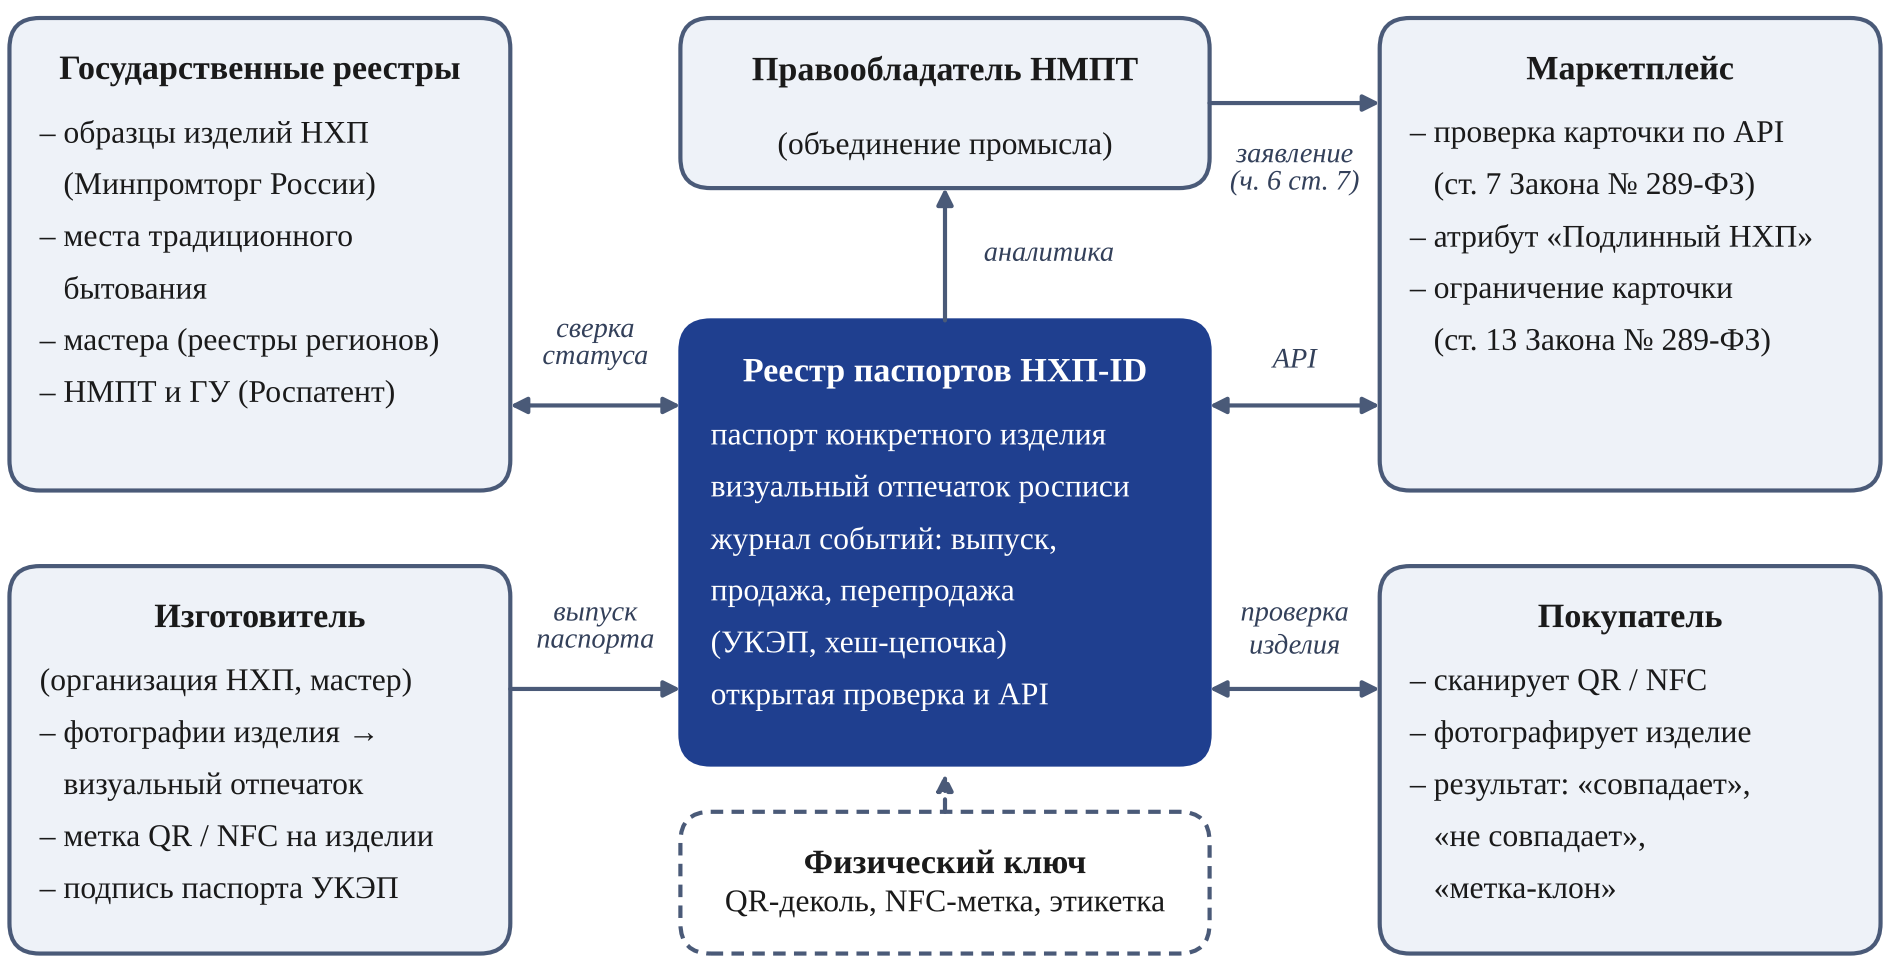 Государственные реестры
– образцы изделий НХП
(Минпромторг России)
– места традиционного
бытования
– мастера (реестры регионов)
– НМПТ и ГУ (Роспатент)
Правообладатель НМПТ
(объединение промысла)
заявление
(ч. 6 ст. 7)
Маркетплейс
– проверка карточки по API
(ст. 7 Закона № 289-ФЗ)
– атрибут «Подлинный НХП»
– ограничение карточки
(ст. 13 Закона № 289-ФЗ)
аналитика
сверка
статуса
API
Реестр паспортов НХП-ID
паспорт конкретного изделия
визуальный отпечаток росписи
журнал событий: выпуск,
продажа, перепродажа
(УКЭП, хеш-цепочка)
открытая проверка и API
Изготовитель
(организация НХП, мастер)
– фотографии изделия →
визуальный отпечаток
– метка QR / NFC на изделии
– подпись паспорта УКЭП
выпуск
паспорта
проверка
изделия
Покупатель
– сканирует QR / NFC
– фотографирует изделие
– результат: «совпадает»,
«не совпадает»,
«метка-клон»
Физический ключ
QR-деколь, NFC-метка, этикетка